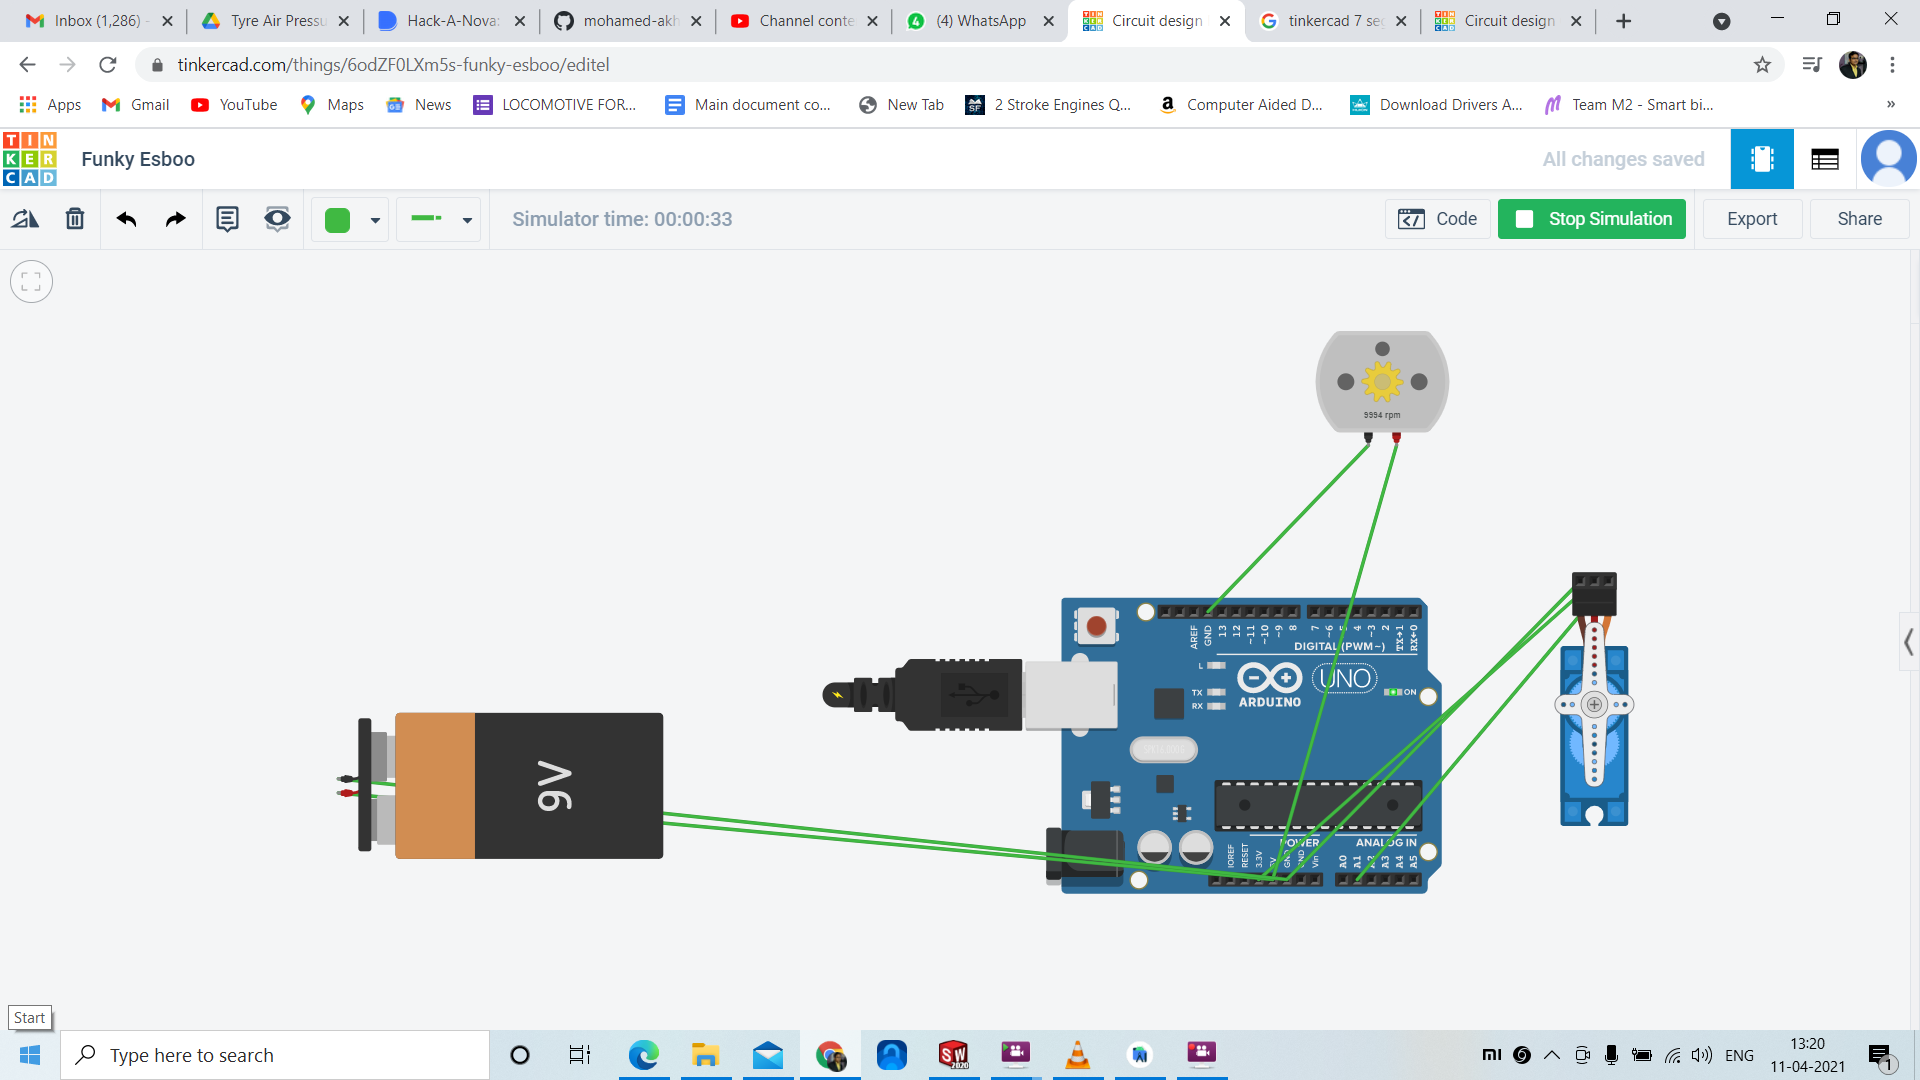 Inbox (1,286) -
Tyre Air Pressu
Hack-A-Nova:
mohamed-akh
Channel conte
(4) WhatsApp
Circuit design
tinkercad 7 seg
Circuit design
tinkercad.com/things/6odZF0LXm5s-funky-esboo/editel
Apps
Gmail
YouTube
Maps
News
LOCOMOTIVE FOR...
Main document co...
New Tab
2 Stroke Engines Q...
Computer Aided D...
Download Drivers A...
Team M2 - Smart bi...
»
TIN
KER
CAD
Funky Esboo
All changes saved
Simulator time: 00:00:33
Code
Stop Simulation
Export
Share
9994 rpm
AREF
GND
13
12
~11
~10
~9
8
7
~6
5
4
~3
2
TX→1
RX←0
DIGITAL (PWM~)
L
TX
RX
UNO
ON
ARDUINO
9V
POWER
ANALOG IN
IOREF
RESET
3.3V
5V
GND
GND
Vin
A0
A1
A2
A3
A4
A5
Start
Type here to search
SW
2020
mi
ENG
13:20
11-04-2021
1